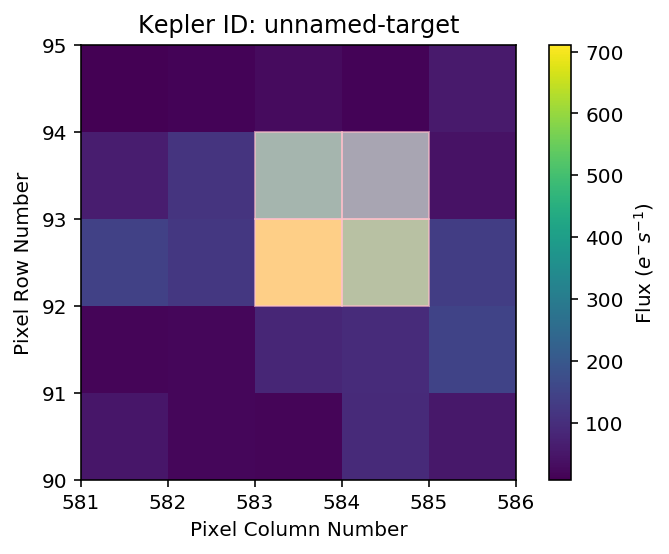 Kepler ID: unnamed-target
95
94
93
92
91
90
Pixel Row Number
581 582 583 584 585 586
Pixel Column Number
700
600
500
400
300
200
100
Flux (e⁻s⁻¹)